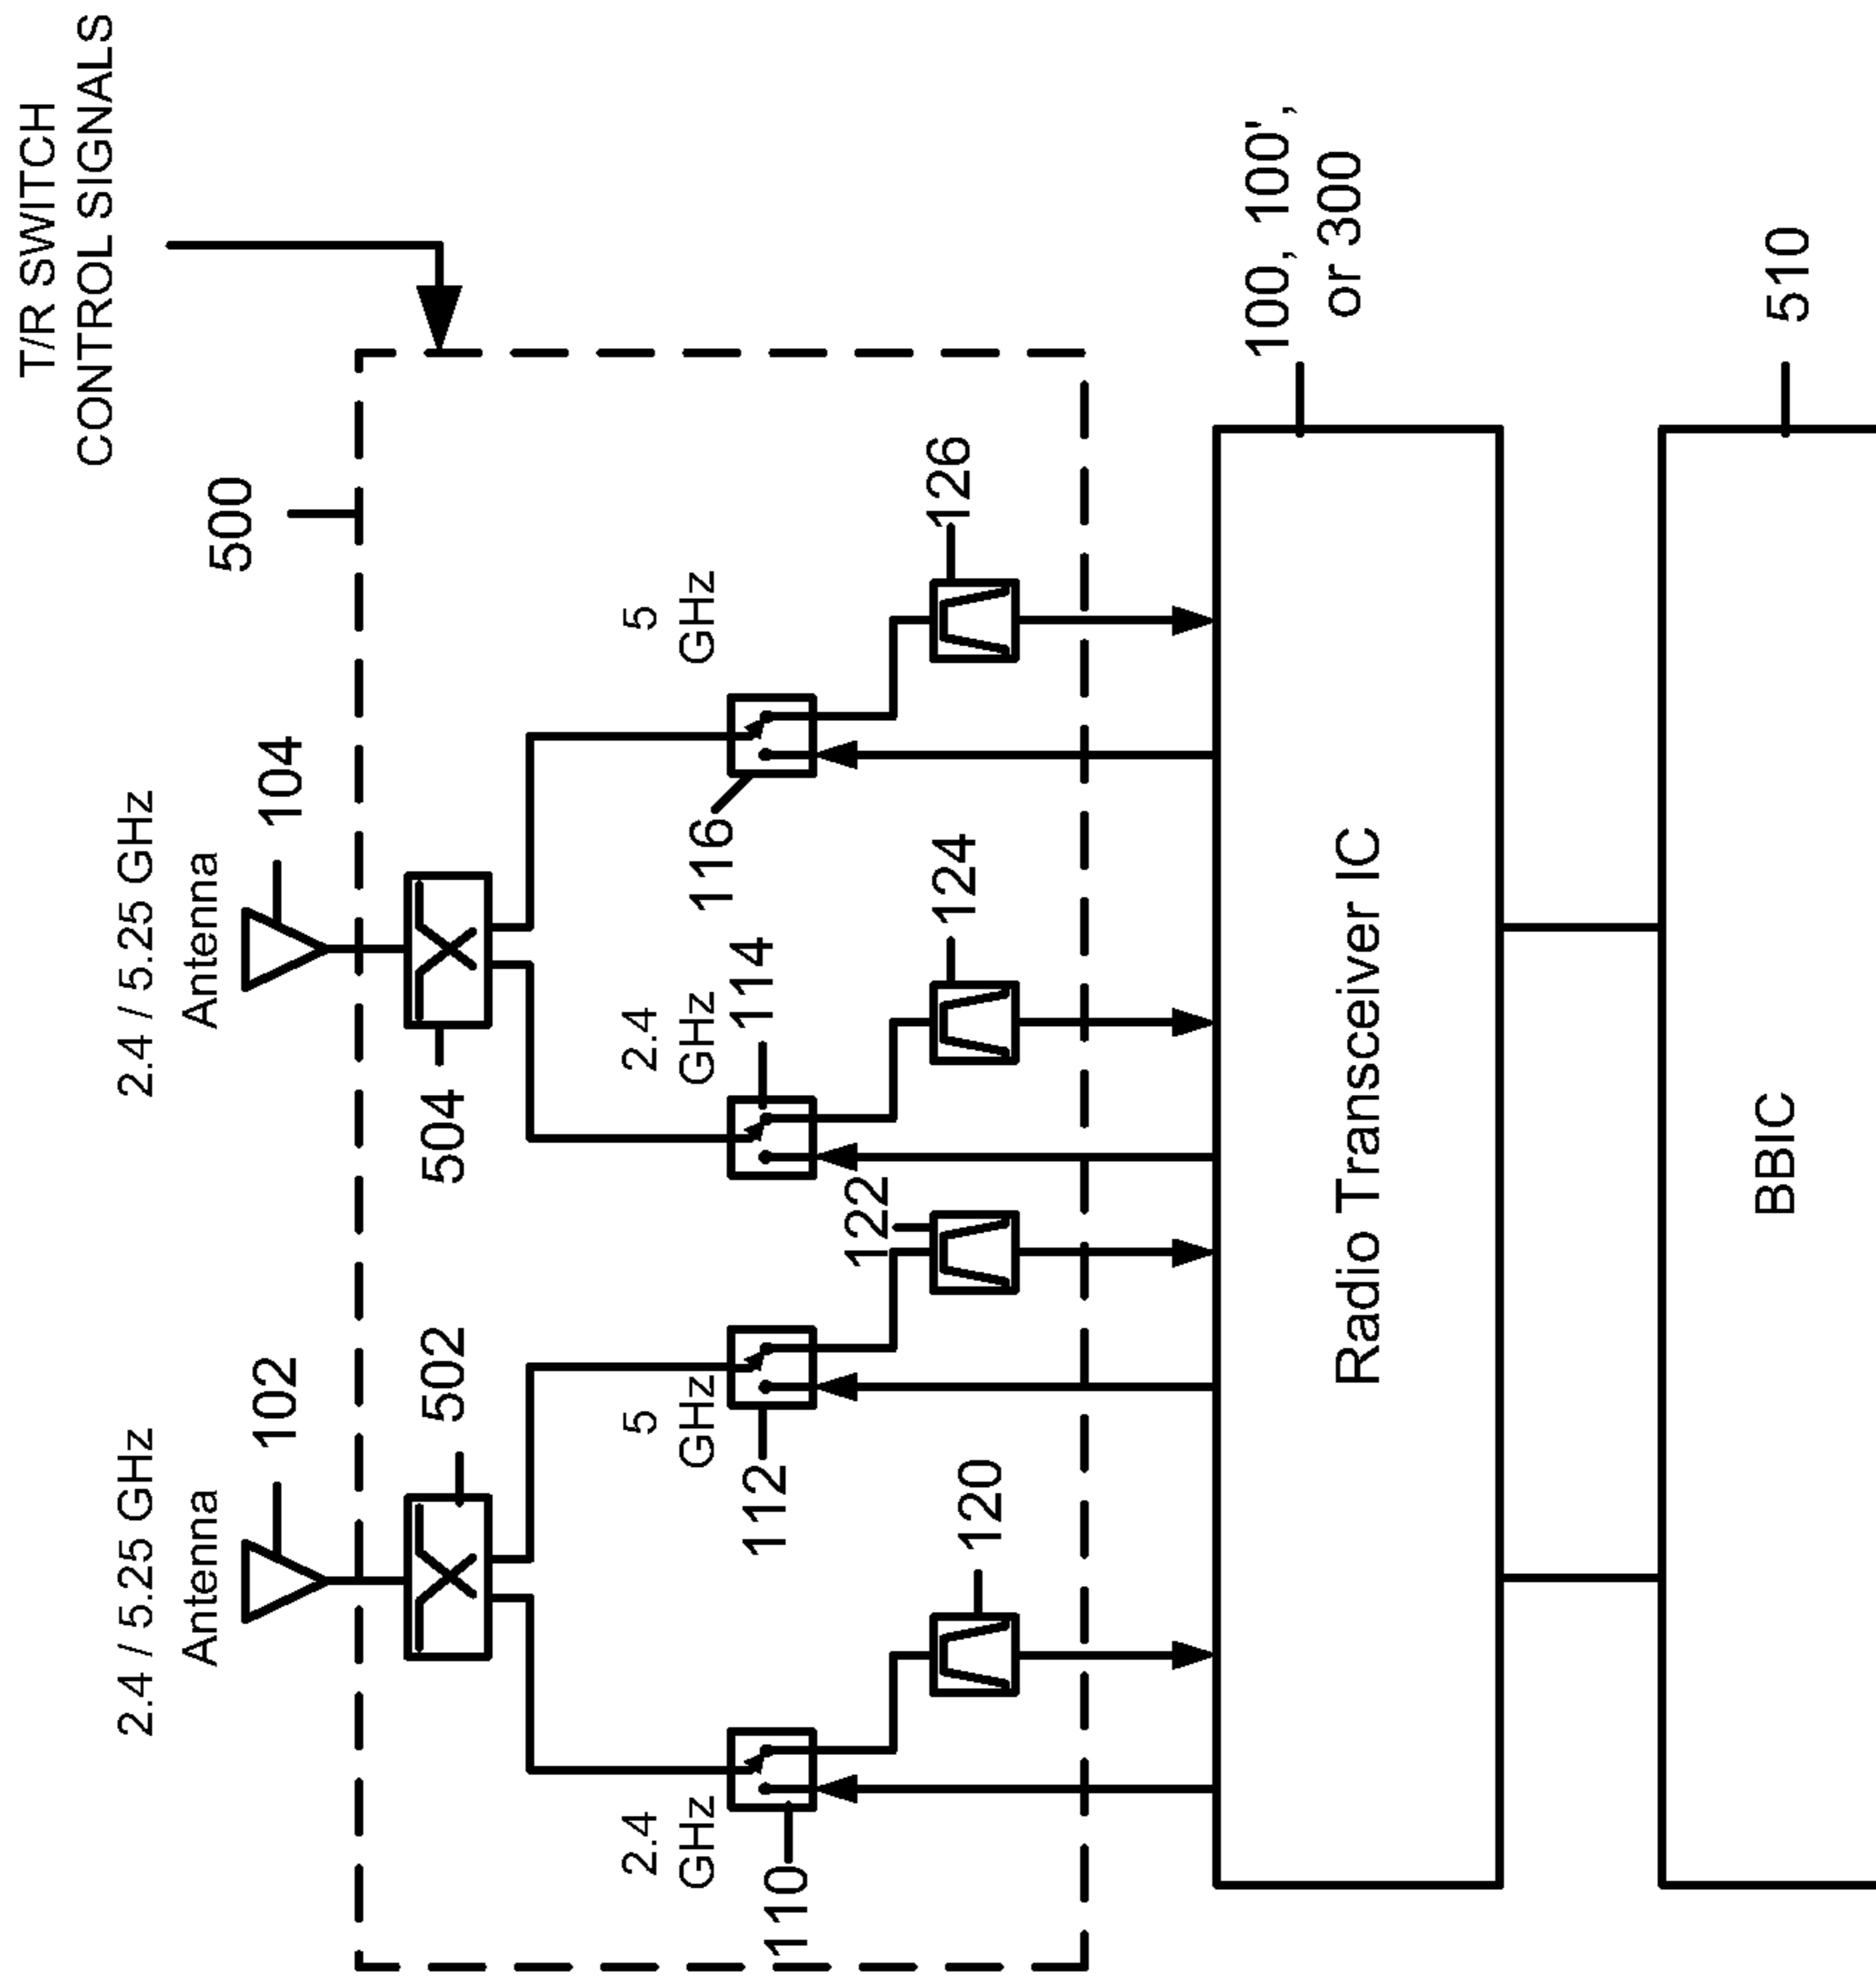 T/R SWITCH
CONTROL SIGNALS
2.4 / 5.25 GHz
Antenna
102
2.4 / 5.25 GHz
Antenna
104
500
502
504
2.4
GHz
110
5
GHz
112
2.4
GHz
114
5
GHz
116
120
122
124
126
100, 100',
or 300
Radio Transceiver IC
510
BBIC